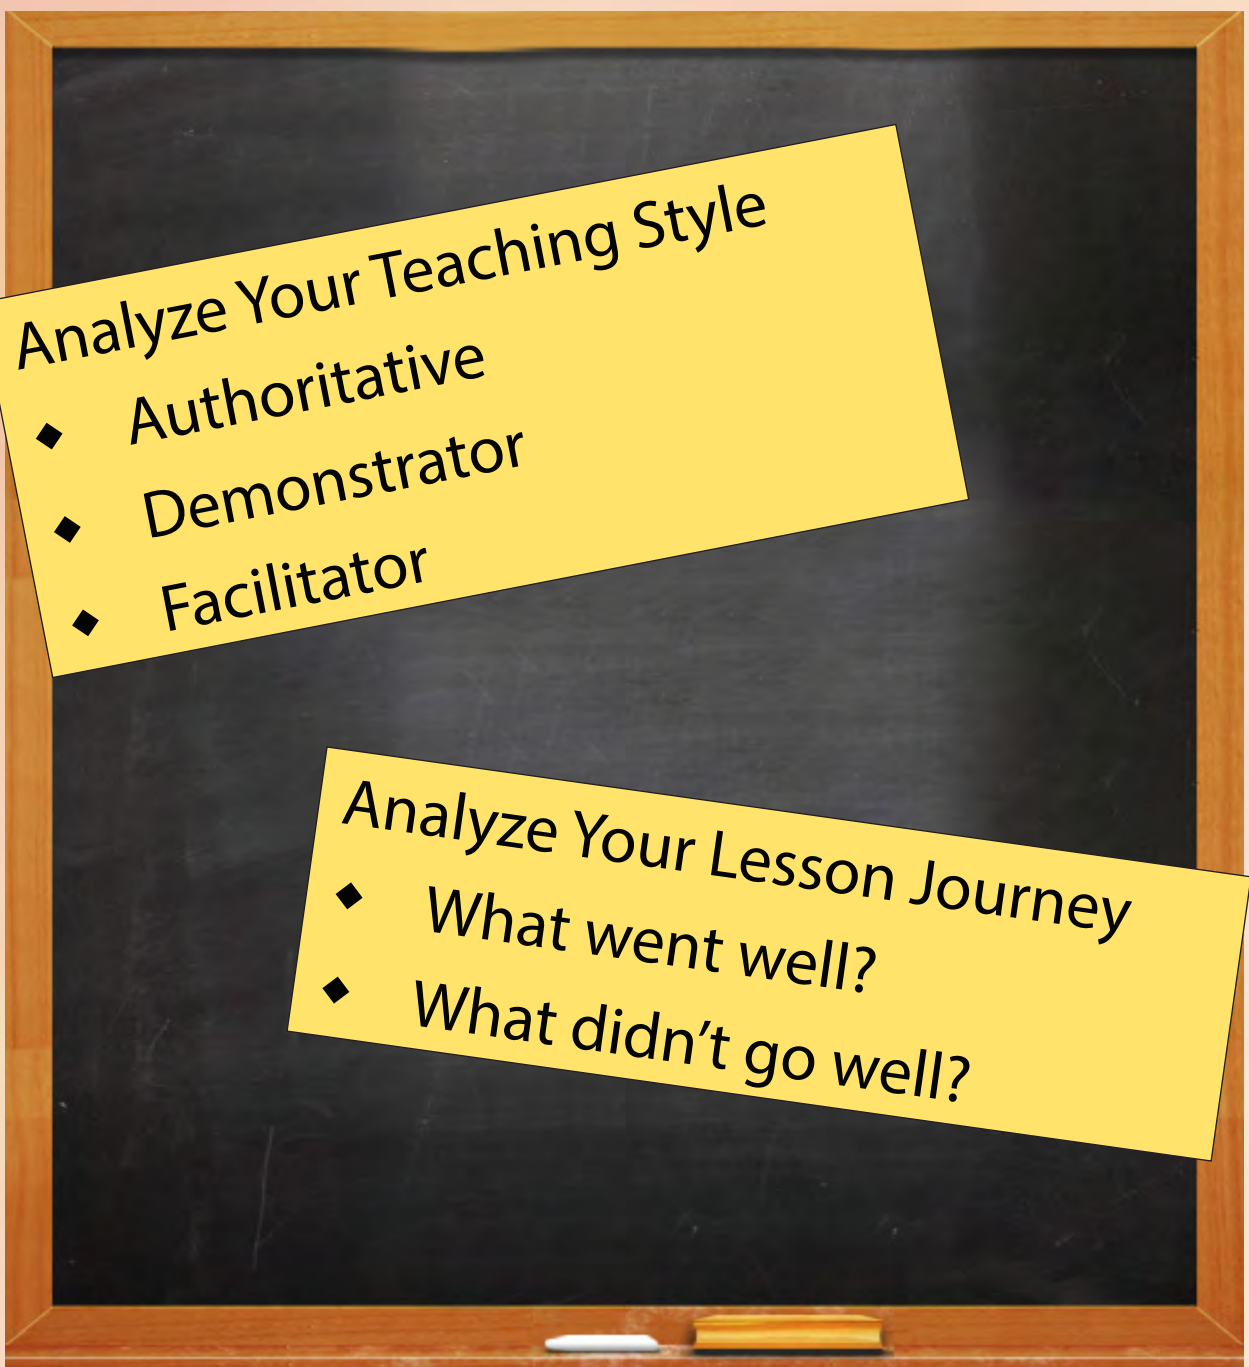 Analyze Your Teaching Style
◆ Authoritative
◆ Demonstrator
◆ Facilitator
Analyze Your Lesson Journey
◆ What went well?
◆ What didn’t go well?